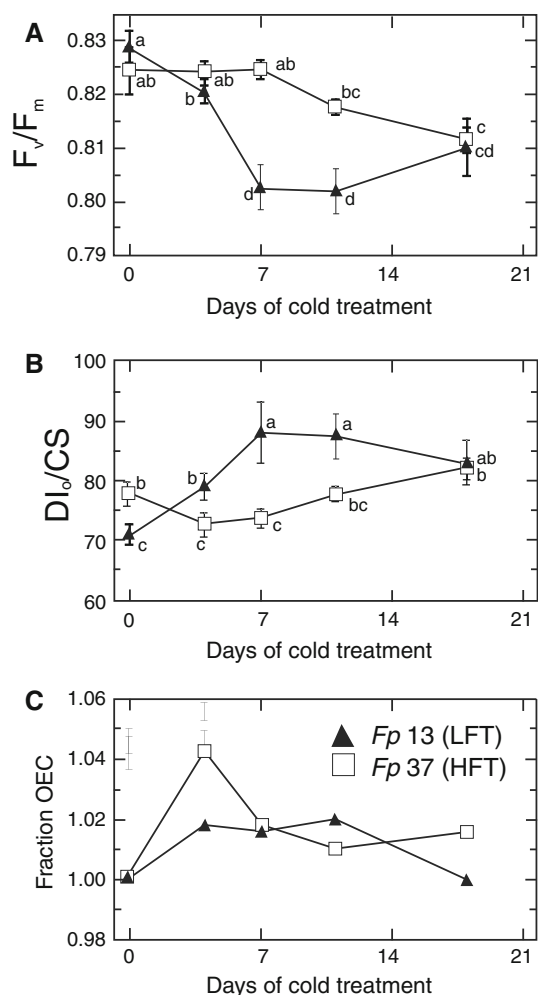 A
0.83
a
ab
ab
ab
0.82
b
bc
Fv/Fm
0.81
c
cd
0.80
d
d
0.79
0 7 14 21
Days of cold treatment
B
100
90
a
a
DIo/CS
80
b
b
ab
b
bc
70
c
c
c
60
0 7 14 21
Days of cold treatment
C
1.06
Fp 13 (LFT)
1.04
Fp 37 (HFT)
Fraction OEC
1.02
1.00
0.98
0 7 14 21
Days of cold treatment